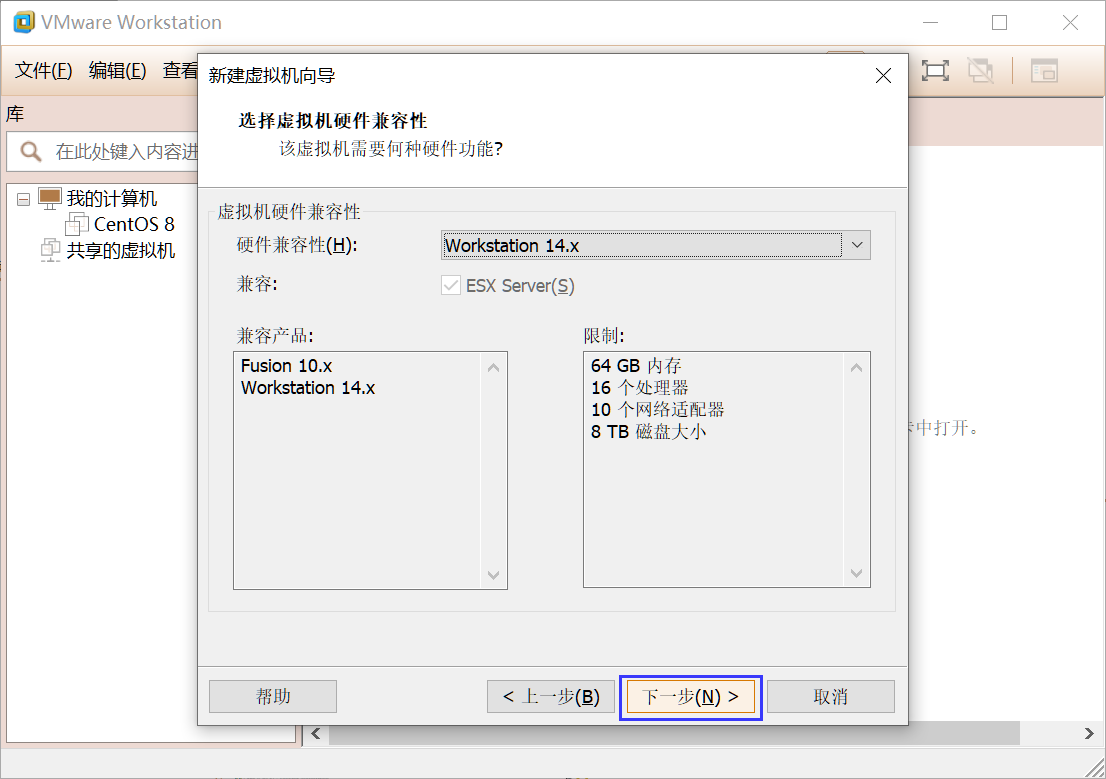 VMware Workstation
文件(F) 编辑(E) 查看
库
在此处键入内容进
我的计算机
CentOS 8
共享的虚拟机
新建虚拟机向导
选择虚拟机硬件兼容性
该虚拟机需要何种硬件功能?
虚拟机硬件兼容性
硬件兼容性(H): Workstation 14.x
兼容: ESX Server(S)
兼容产品:
Fusion 10.x
Workstation 14.x
限制:
64 GB 内存
16 个处理器
10 个网络适配器
8 TB 磁盘大小
中打开。
帮助 < 上一步(B) 下一步(N) > 取消